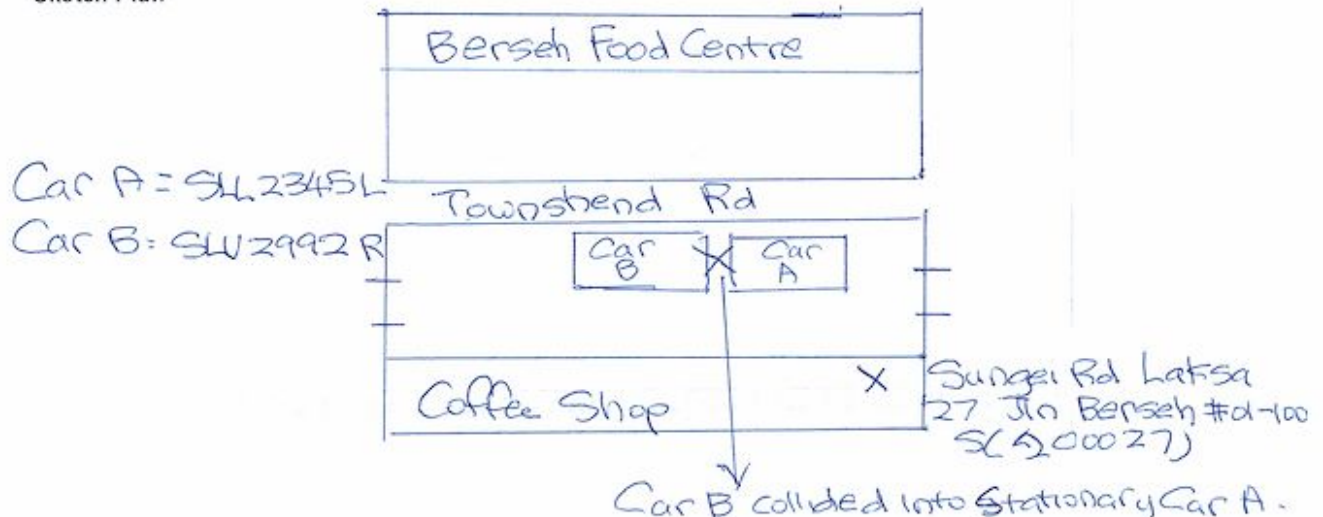 Sketch Plan
Berseh Food Centre
Car A = SLL2345L
Townshend Rd
Car B: SLV2992R
Car
B
Car
A
Coffee Shop
X Sungei Rd Laksa
27 Jln Berseh #01-100
S(200027)
Car B collided into Stationary Car A.